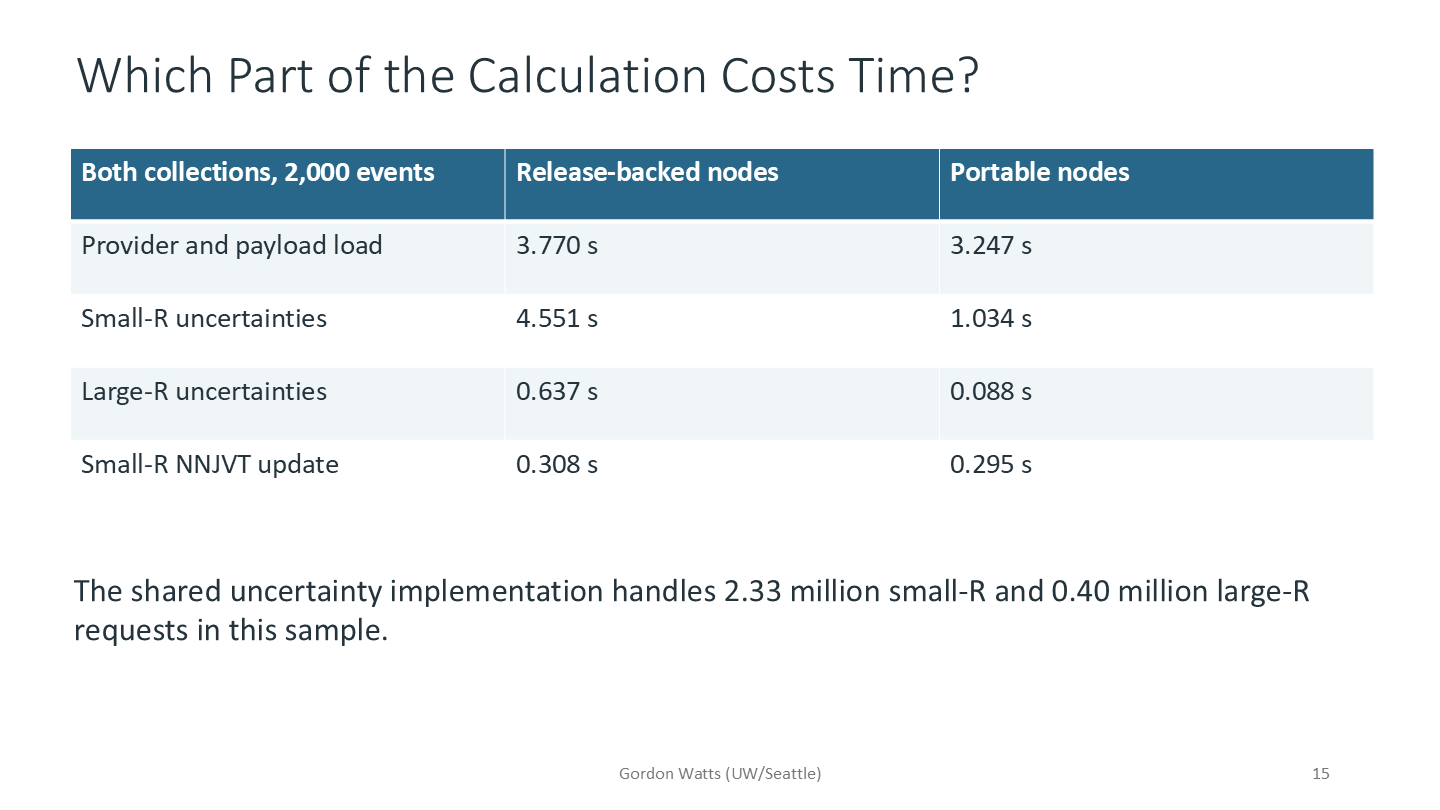 Which Part of the Calculation Costs Time?
Both collections, 2,000 events Release-backed nodes Portable nodes
Provider and payload load 3.770 s 3.247 s
Small-R uncertainties 4.551 s 1.034 s
Large-R uncertainties 0.637 s 0.088 s
Small-R NNJVT update 0.308 s 0.295 s
The shared uncertainty implementation handles 2.33 million small-R and 0.40 million large-R
requests in this sample.
Gordon Watts (UW/Seattle) 15